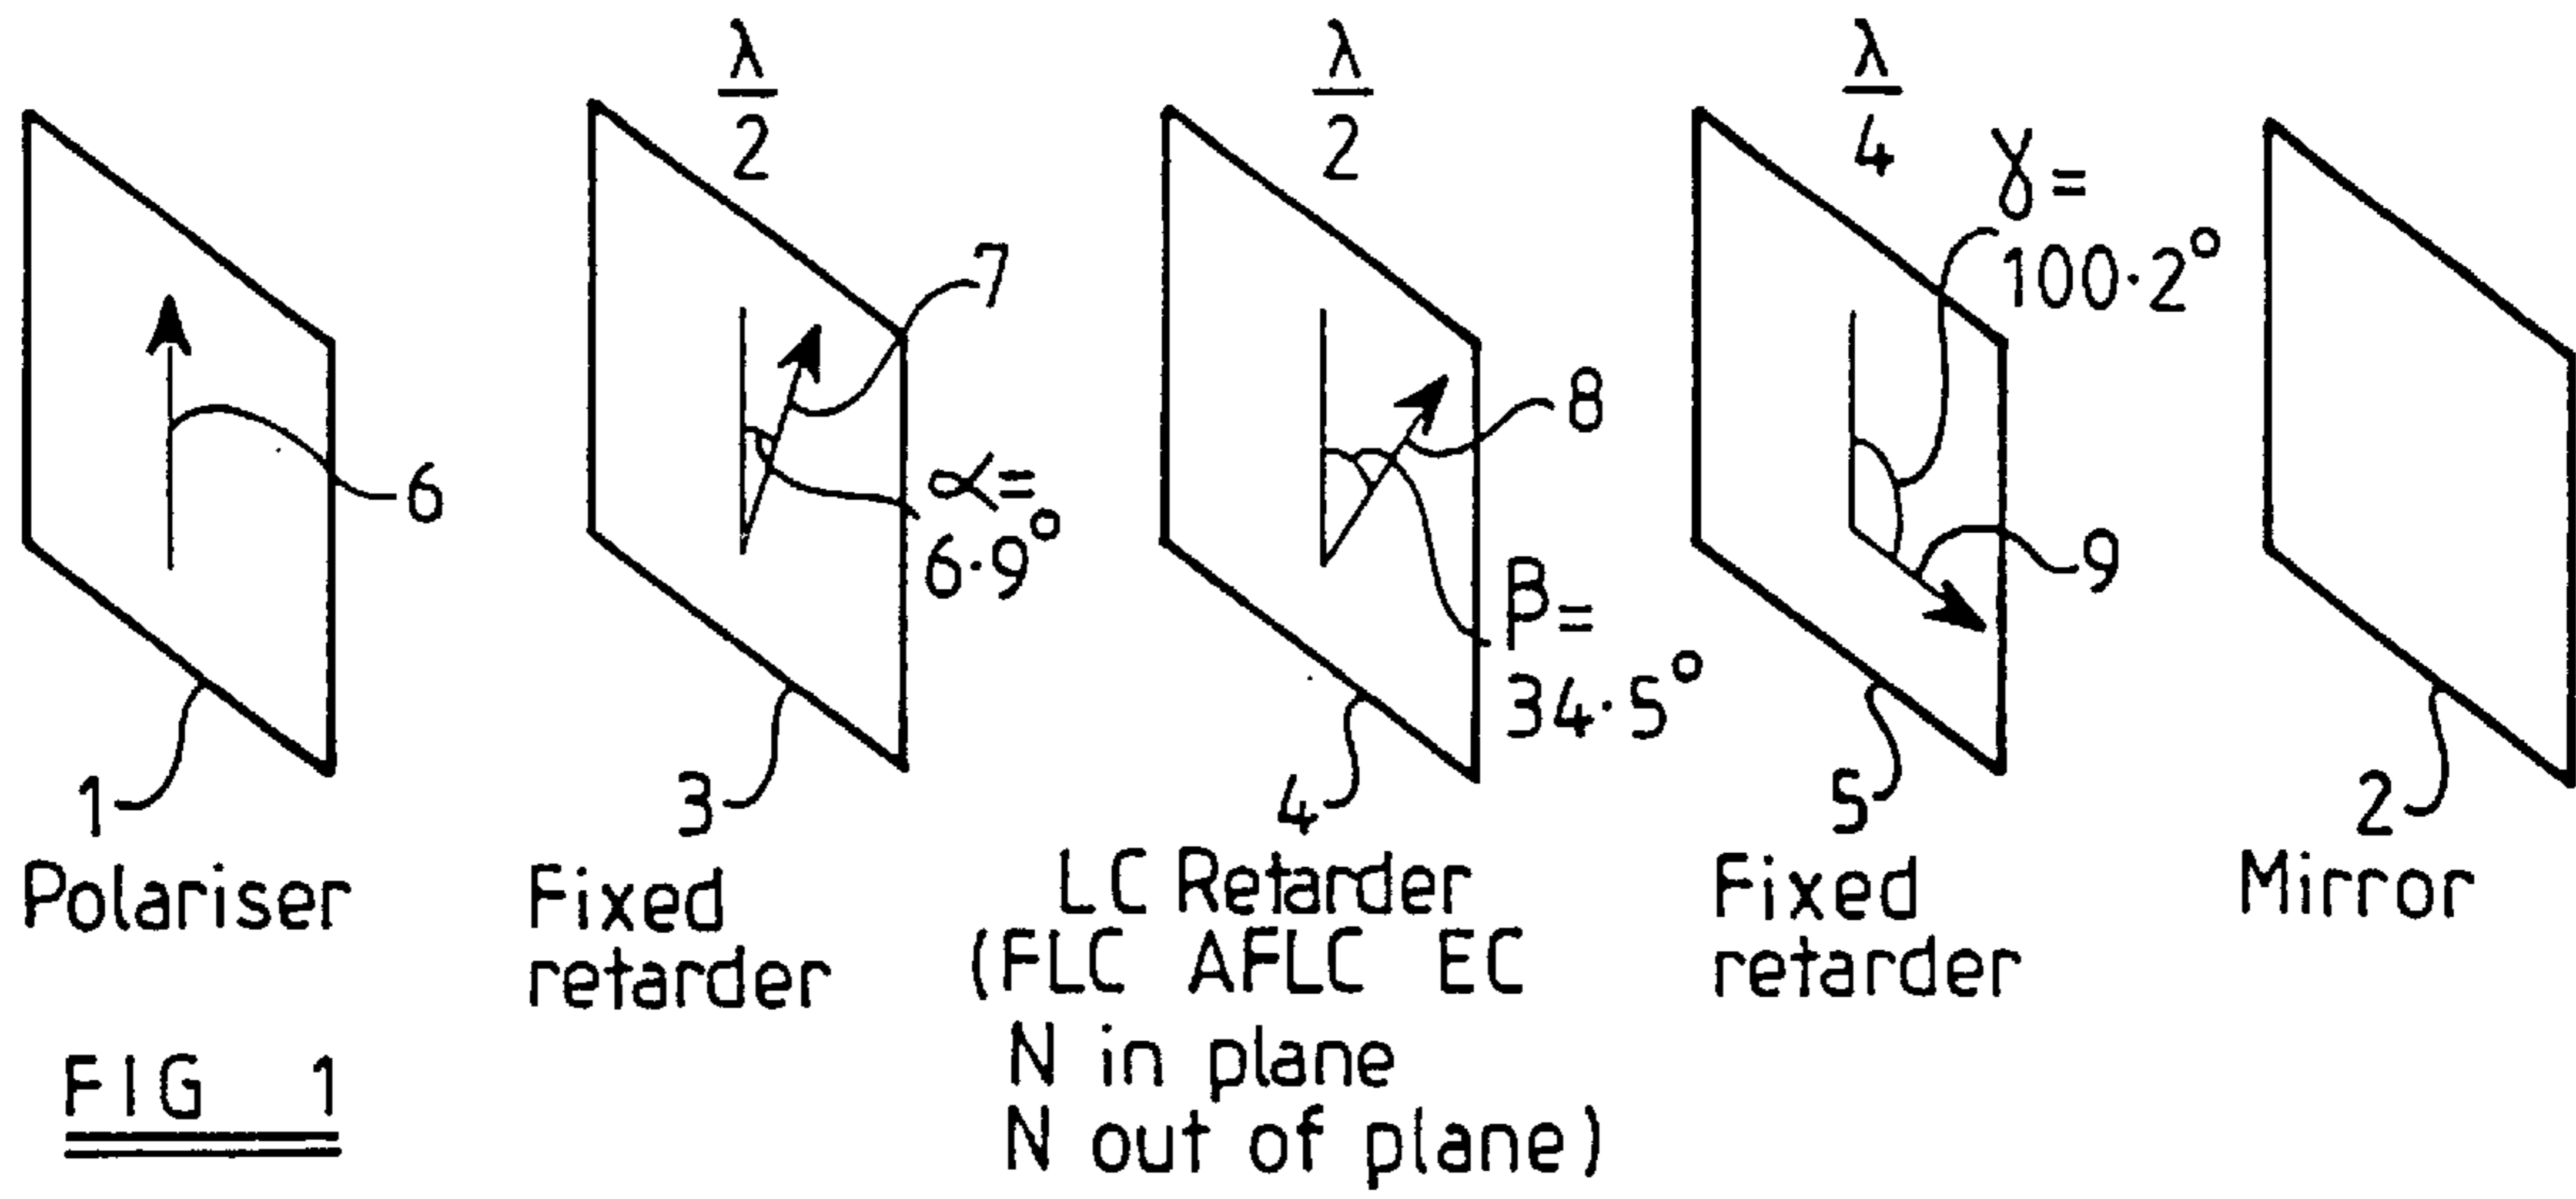 λ/2
λ/2
λ/4
γ=
100·2°
7
8
6
α=
6·9°
9
β=
34·5°
1
3
4
5
2
Polariser
Fixed
retarder
LC Retarder
(FLC AFLC EC
N in plane
N out of plane)
Fixed
retarder
Mirror
FIG 1